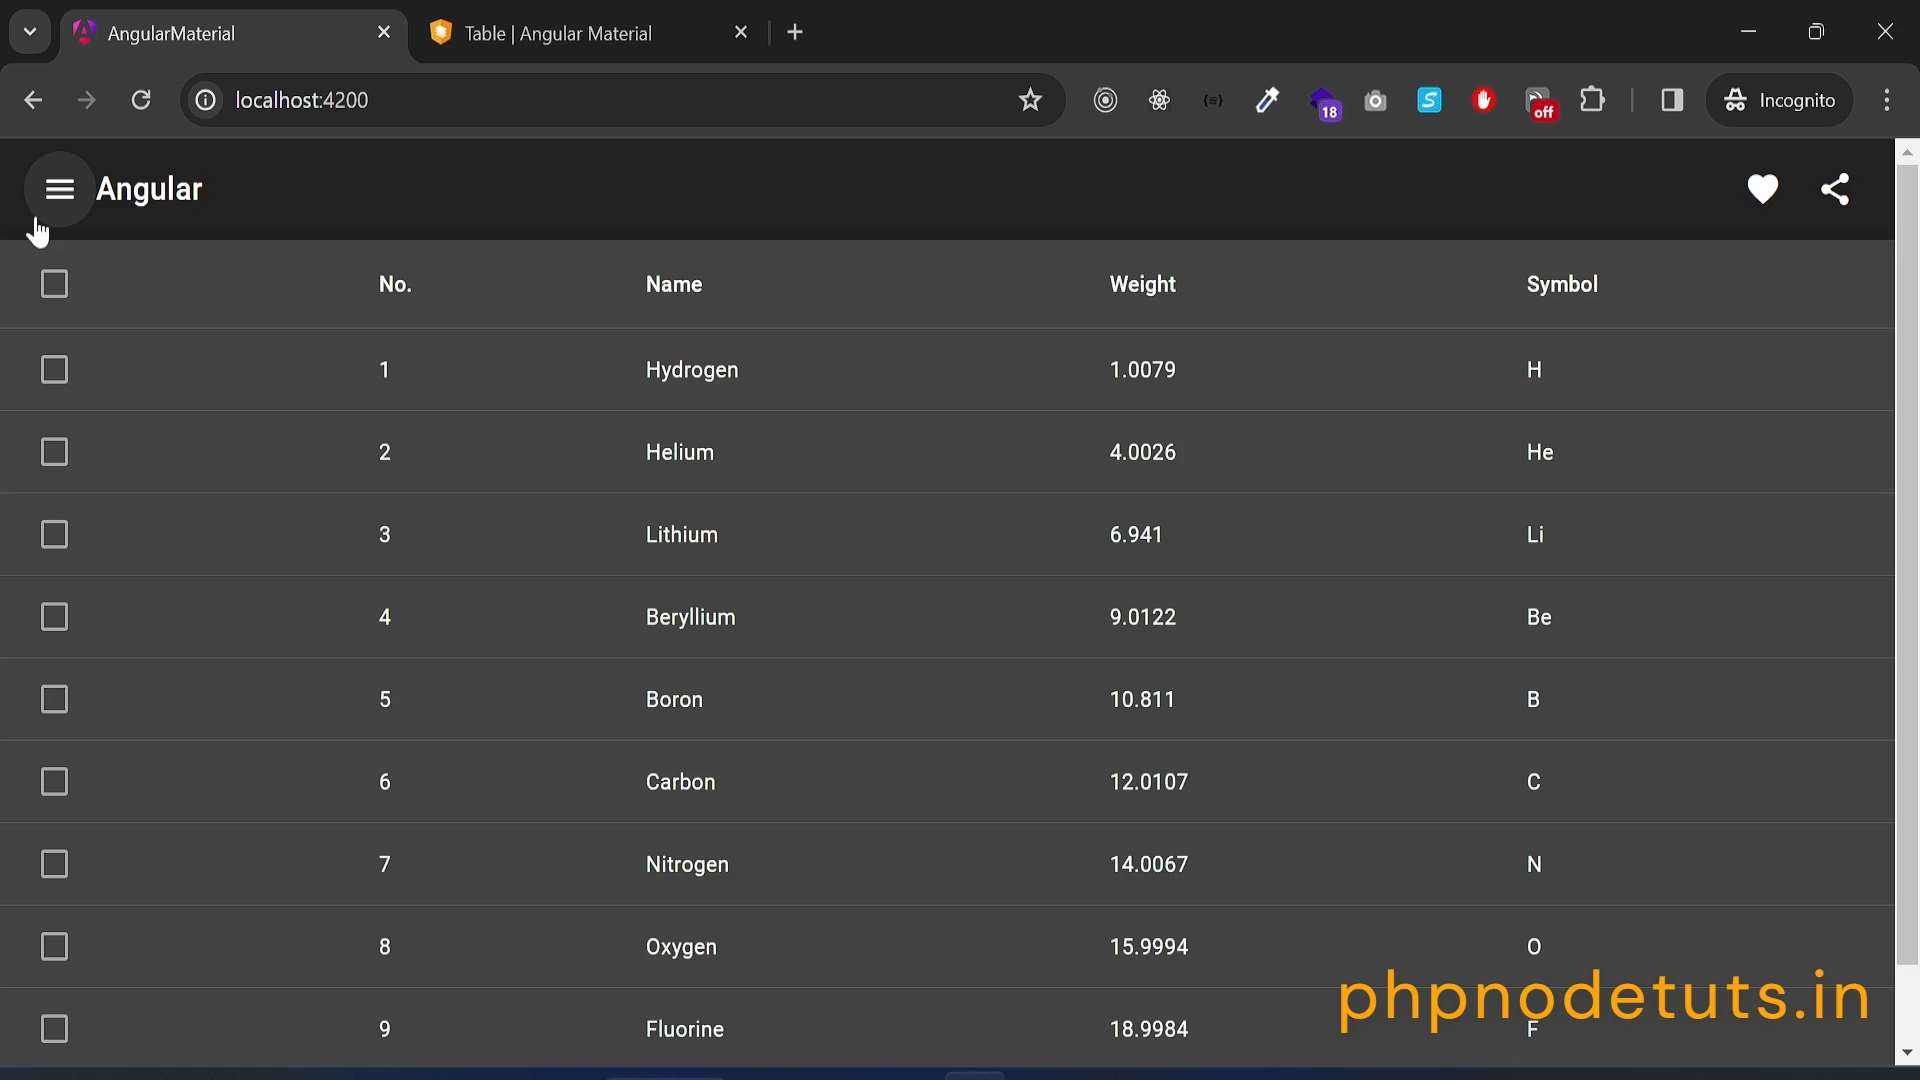 AngularMaterial Table | Angular Material
localhost:4200 18 off Incognito
Angular
No. Name Weight Symbol
1 Hydrogen 1.0079 H
2 Helium 4.0026 He
3 Lithium 6.941 Li
4 Beryllium 9.0122 Be
5 Boron 10.811 B
6 Carbon 12.0107 C
7 Nitrogen 14.0067 N
8 Oxygen 15.9994 O
phpnodetuts.in
9 Fluorine 18.9984 F